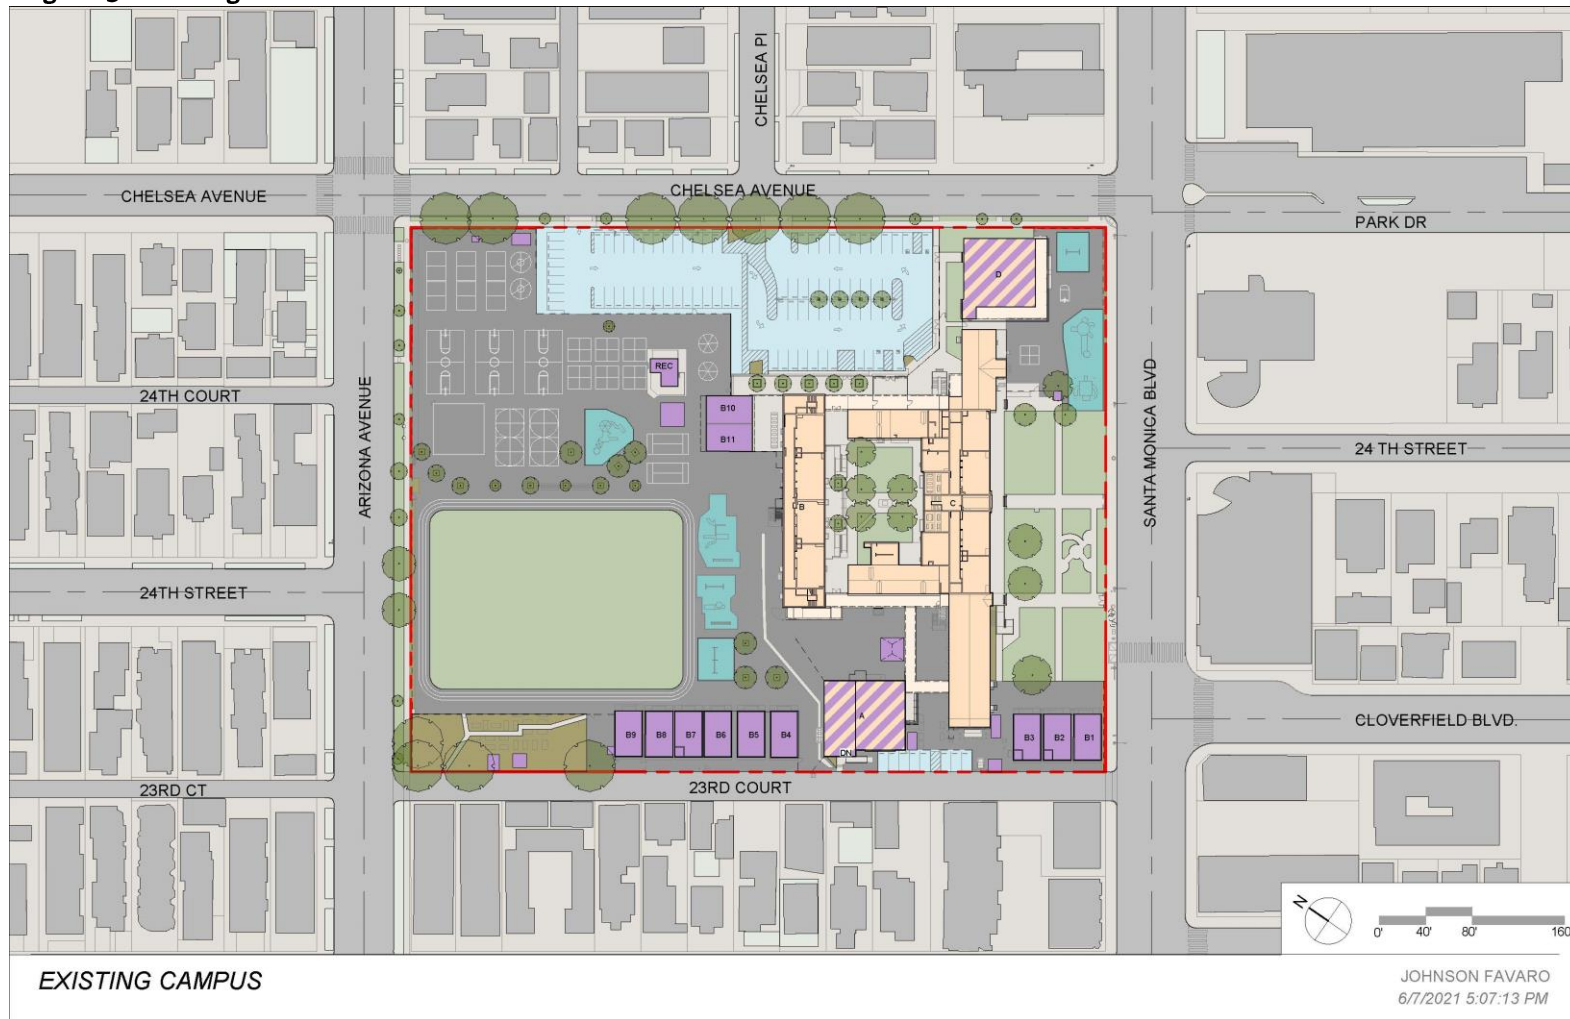 CHELSEA PI
CHELSEA AVENUE
CHELSEA AVENUE
PARK DR
D
REC
24TH COURT
ARIZONA AVENUE
B10
B11
24 TH STREET
SANTA MONICA BLVD
B
C
24TH STREET
A
DN
B9
B8
B7
B6
B5
B4
B3
B2
B1
CLOVERFIELD BLVD.
23RD CT
23RD COURT
N
0'
40'
80'
160
EXISTING CAMPUS
JOHNSON FAVARO
6/7/2021 5:07:13 PM